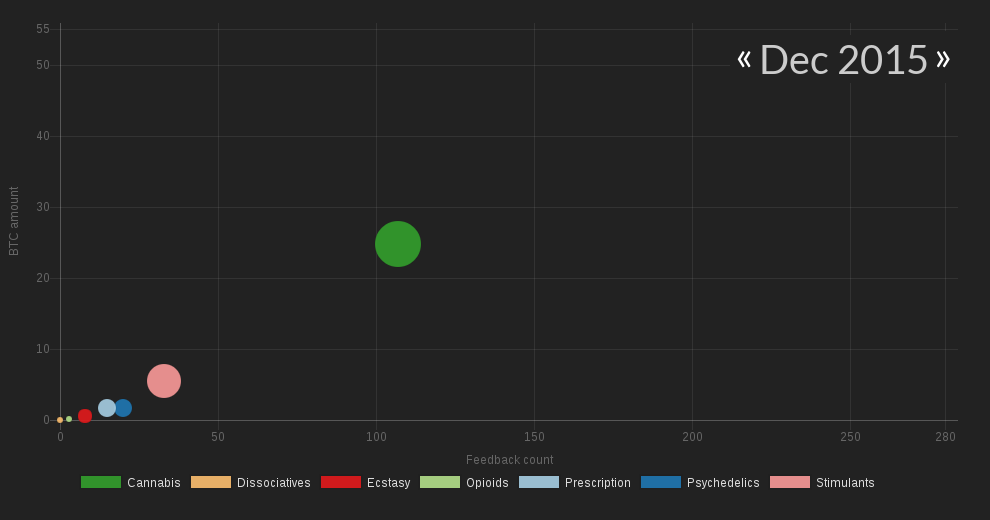 « Dec 2015 »
55
50
40
30
20
10
0
BTC amount
0 50 100 150 200 250 280
Feedback count
Cannabis Dissociatives Ecstasy Opioids Prescription Psychedelics Stimulants